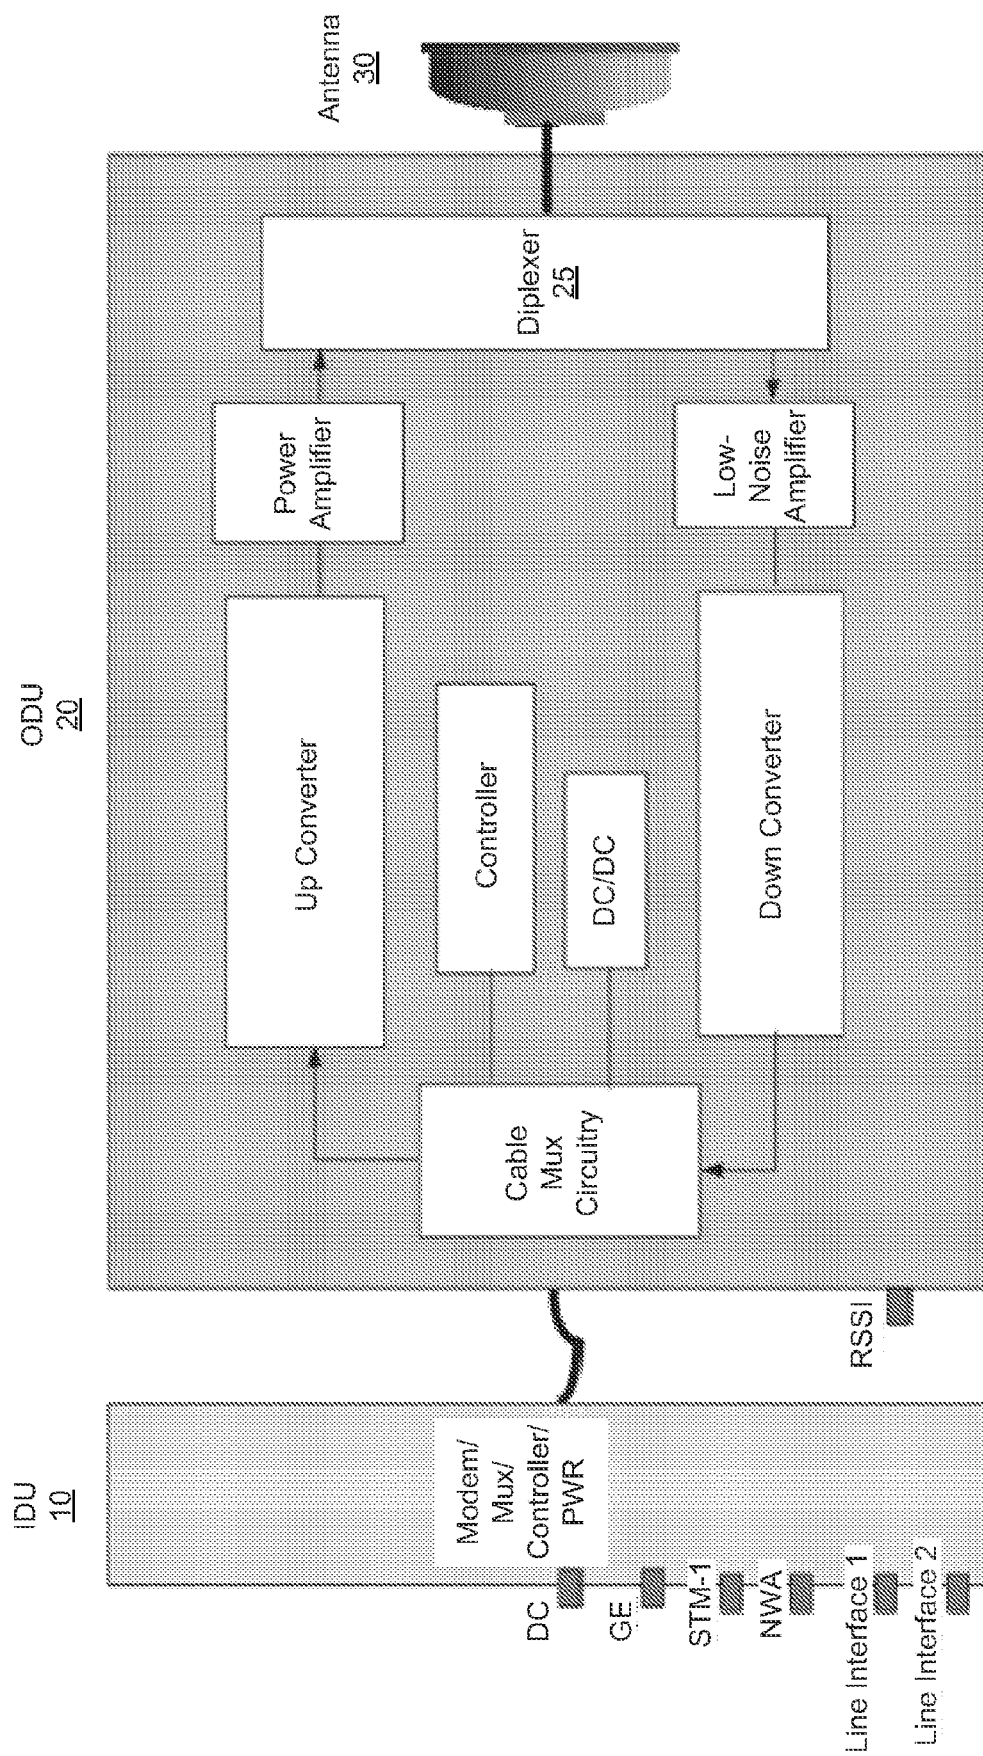 IDU
10
ODU
20
Antenna
30
Modem/
Mux/
Controller/
PWR
DC
GE
STM-1
NWA
Line Interface 1
Line Interface 2
RSSI
Cable
Mux
Circuitry
Up Converter
Controller
DC/DC
Down Converter
Power
Amplifier
Low-
Noise
Amplifier
Diplexer
25